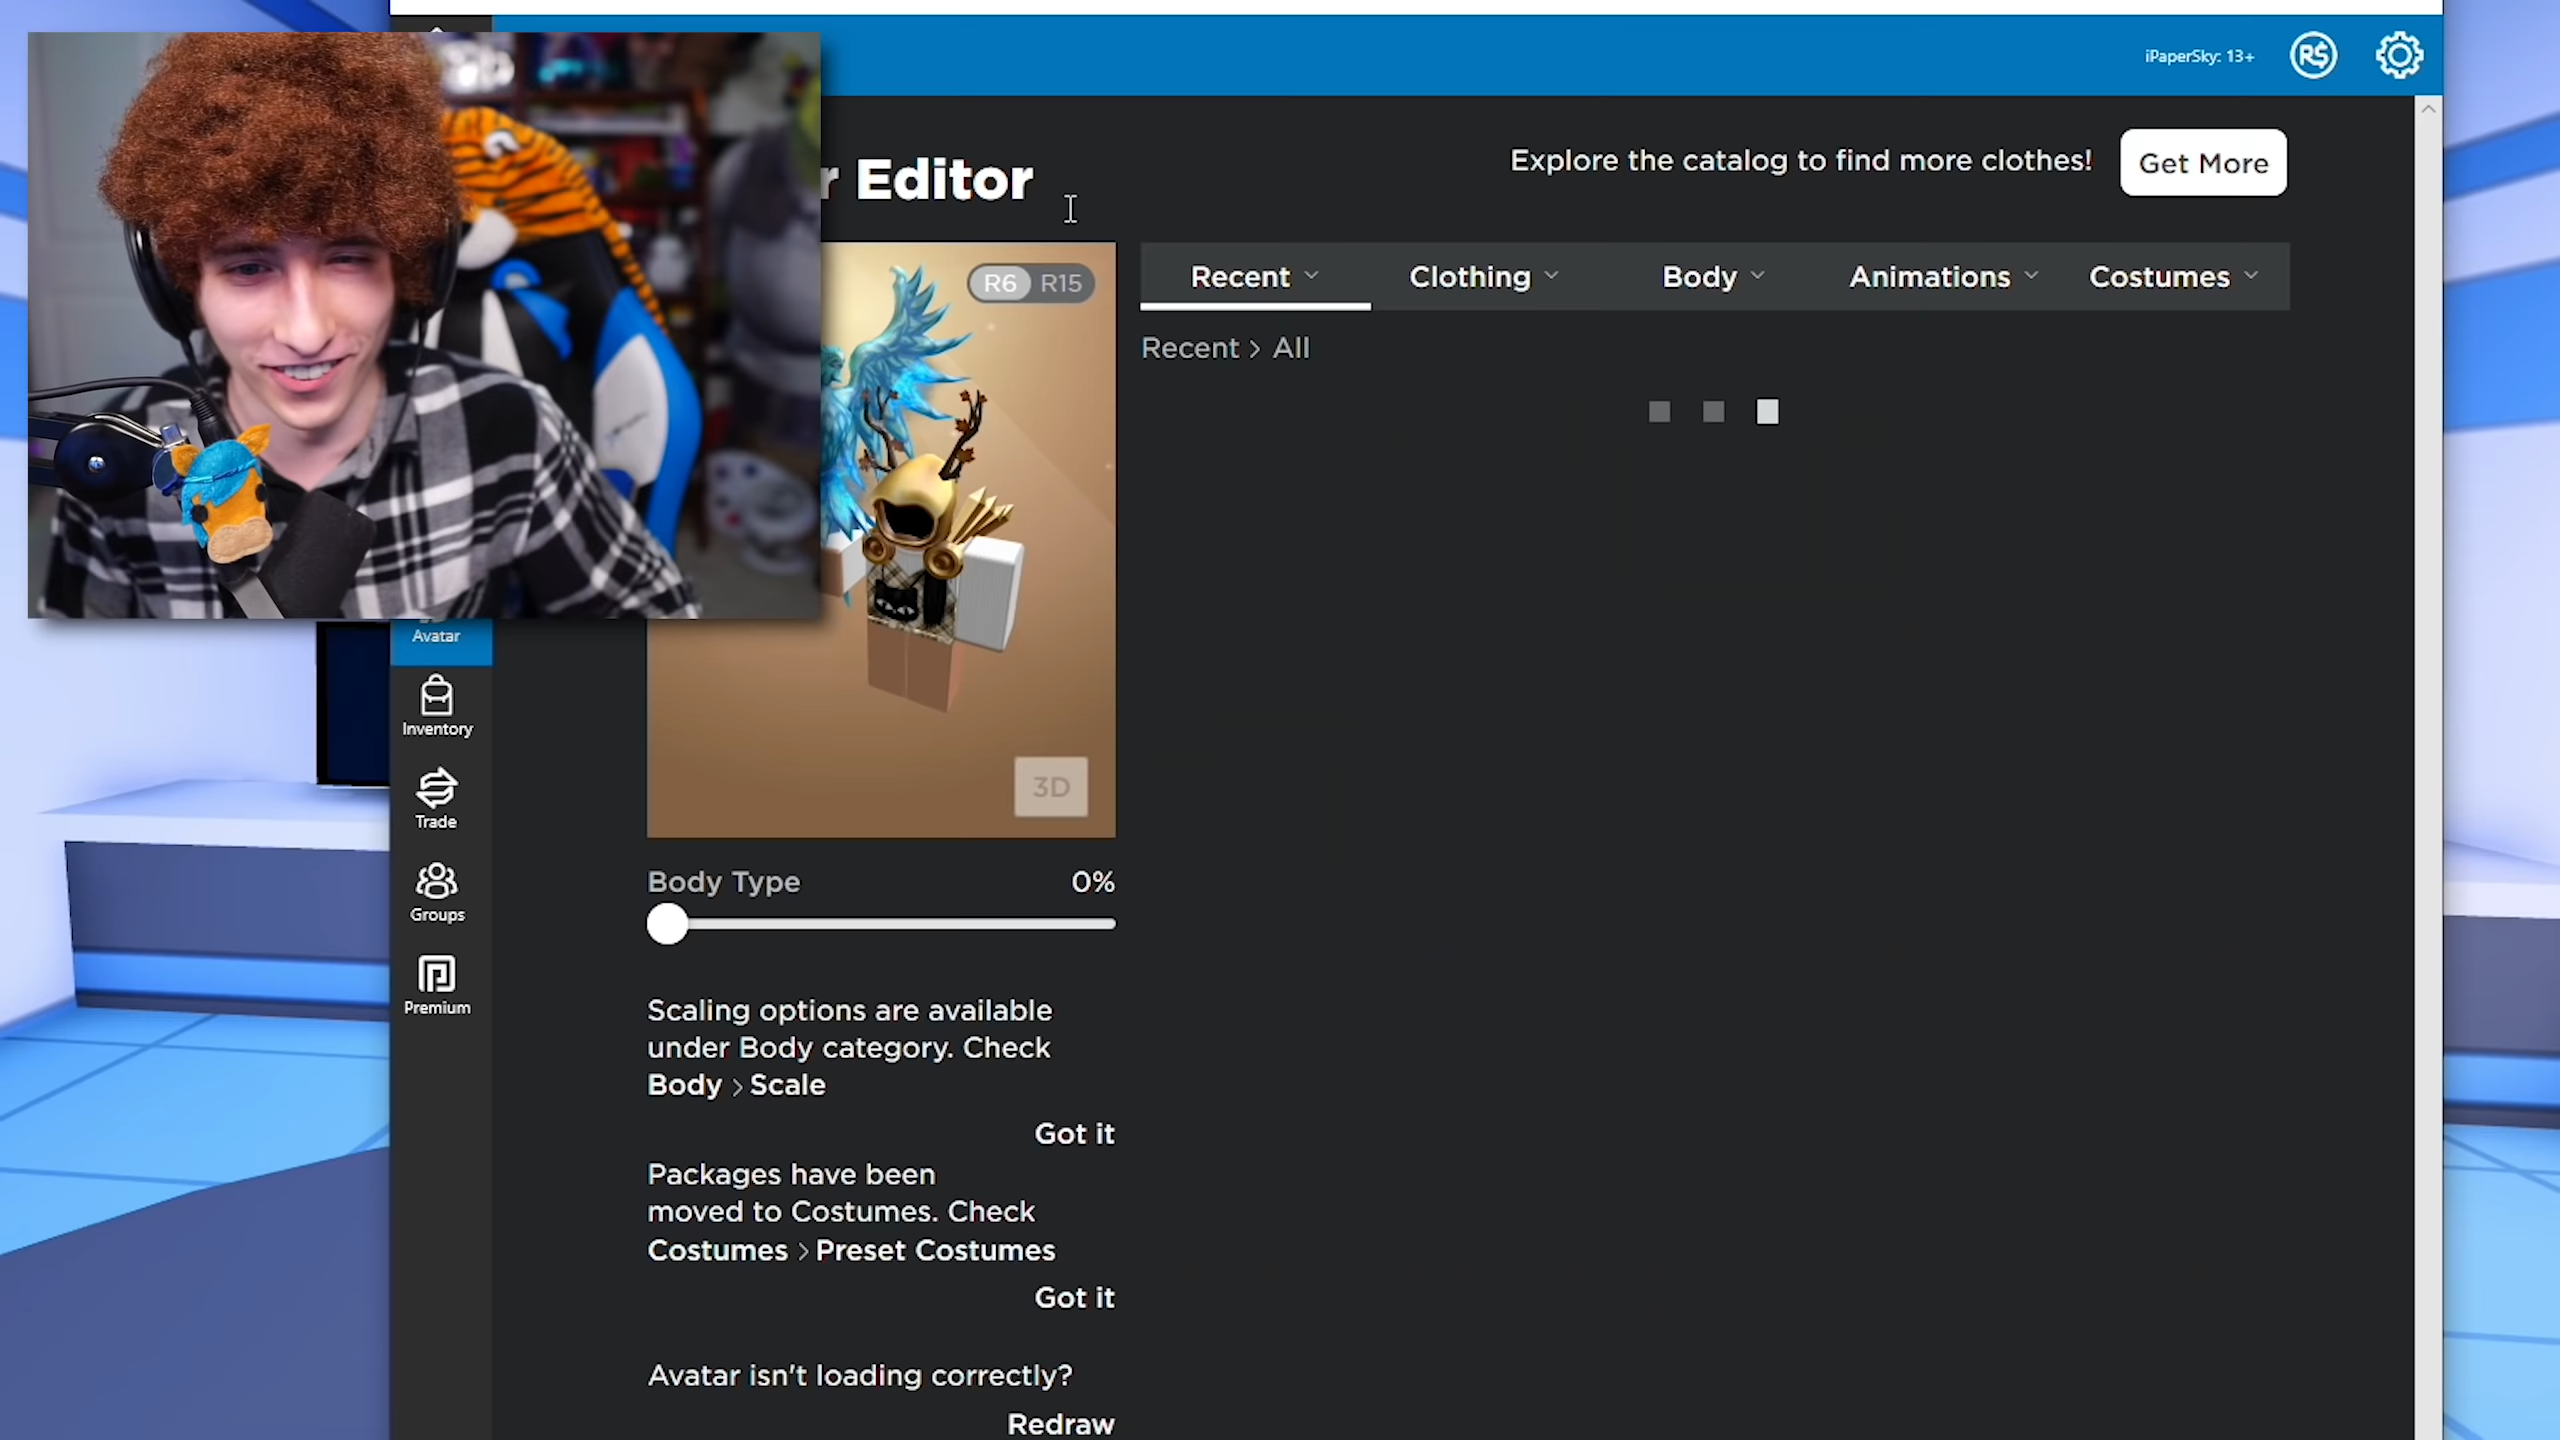 iPaperSky: 13+
R$
r Editor
Explore the catalog to find more clothes!
Get More
R6 R15
Recent
Clothing
Body
Animations
Costumes
Recent > All
3D
Avatar
Inventory
Trade
Groups
Premium
Body Type 0%
Scaling options are available
under Body category. Check
Body > Scale
Got it
Packages have been
moved to Costumes. Check
Costumes > Preset Costumes
Got it
Avatar isn't loading correctly?
Redraw